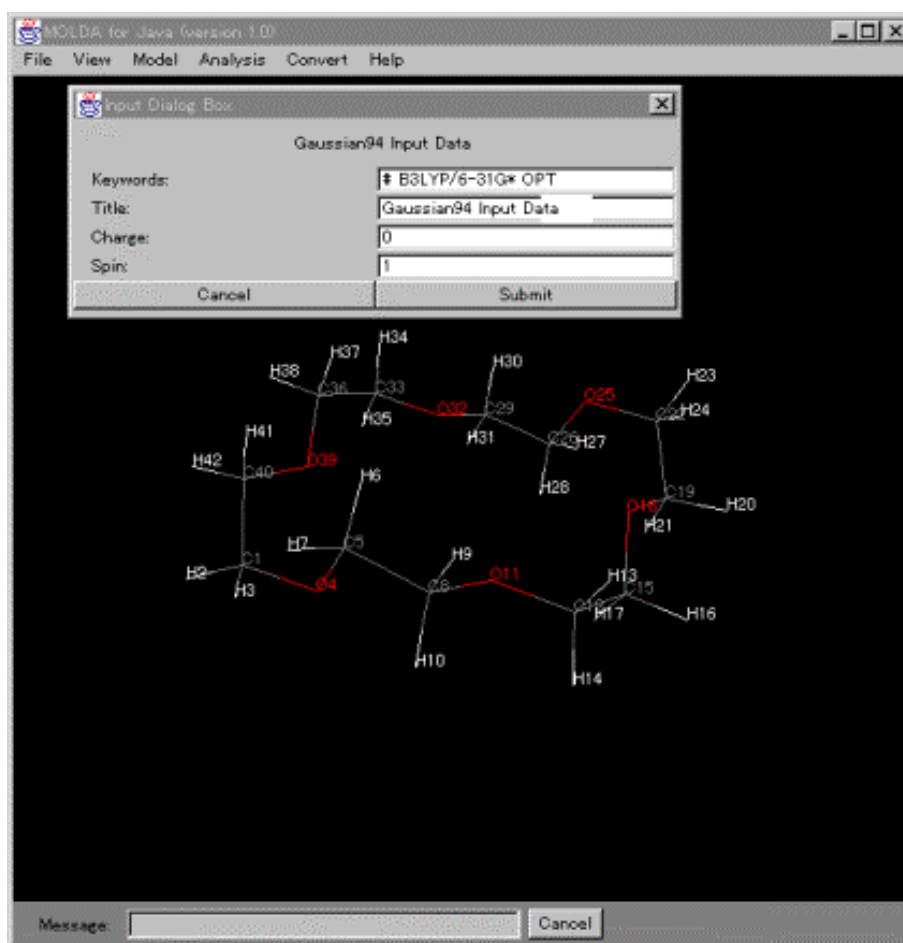 MOLDA for Java (version 1.0)
File View Model Analysis Convert Help
Input Dialog Box
Gaussian94 Input Data
Keywords: # B3LYP/6-31G* OPT
Title: Gaussian94 Input Data
Charge: 0
Spin: 1
Cancel Submit
H34
H37 H30
H38 C36 C33 O25 H23
H35 O32 C29 H24
H41 H31 H27
H42 C40 O39 H6 H28 C19 H20
H21
H7 C5 H9
H2 C1 H3 O4 C8 O11 H13 C15
H17 H16
H10 H14
Message: Cancel